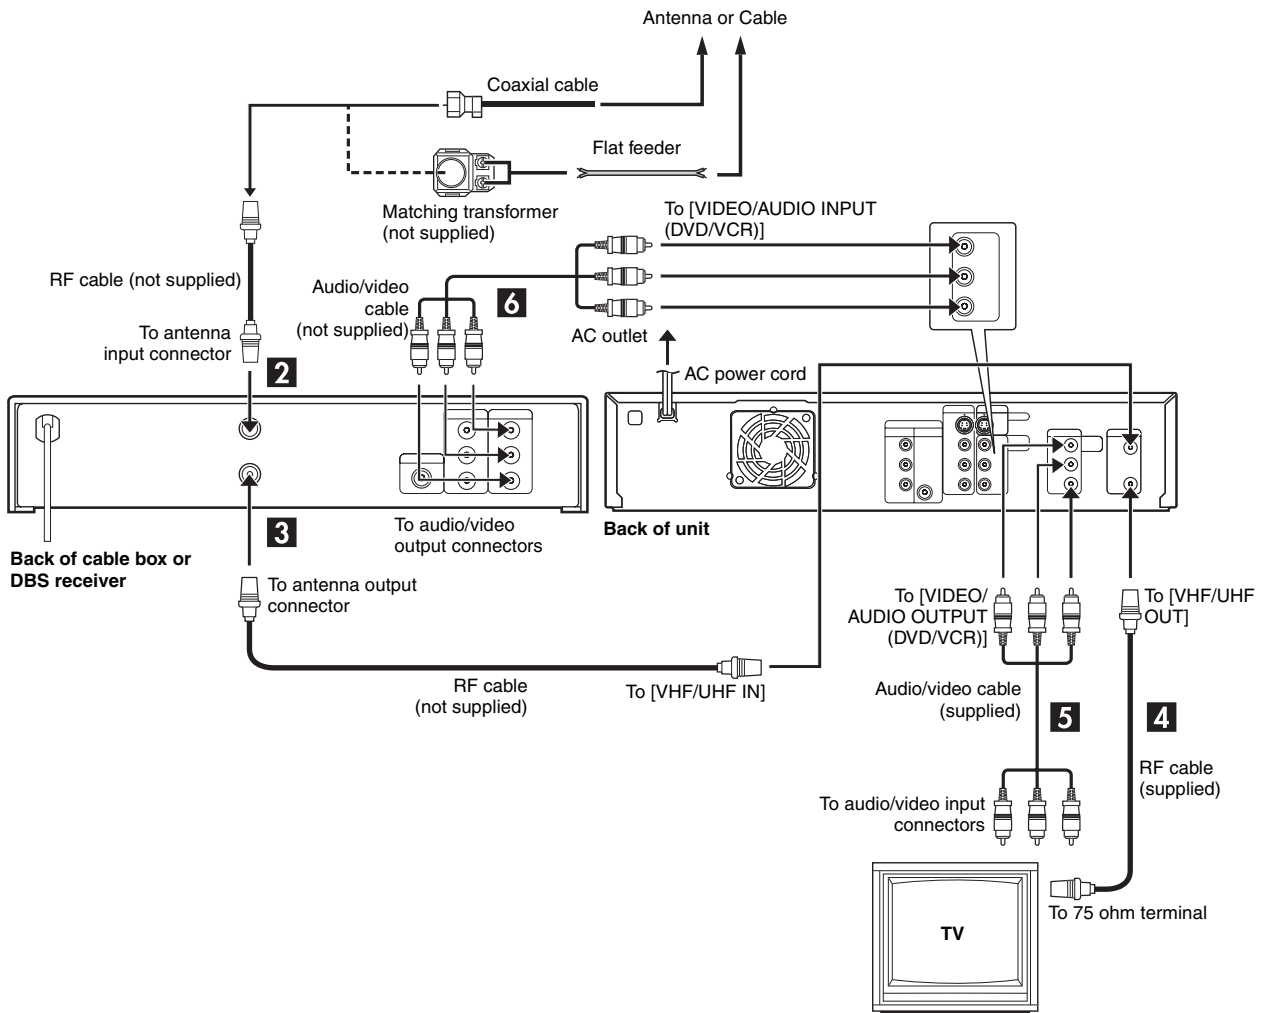 Antenna or Cable
Coaxial cable
Flat feeder
Matching transformer
(not supplied)
To [VIDEO/AUDIO INPUT
(DVD/VCR)]
RF cable (not supplied)
Audio/video
cable
(not supplied)
6
To antenna
input connector
2
AC outlet
AC power cord
3
To audio/video
output connectors
Back of unit
Back of cable box or
DBS receiver
To antenna output
connector
To [VIDEO/
AUDIO OUTPUT
(DVD/VCR)]
To [VHF/UHF
OUT]
RF cable
(not supplied)
To [VHF/UHF IN]
Audio/video cable
(supplied)
5
4
RF cable
(supplied)
To audio/video input
connectors
To 75 ohm terminal
TV